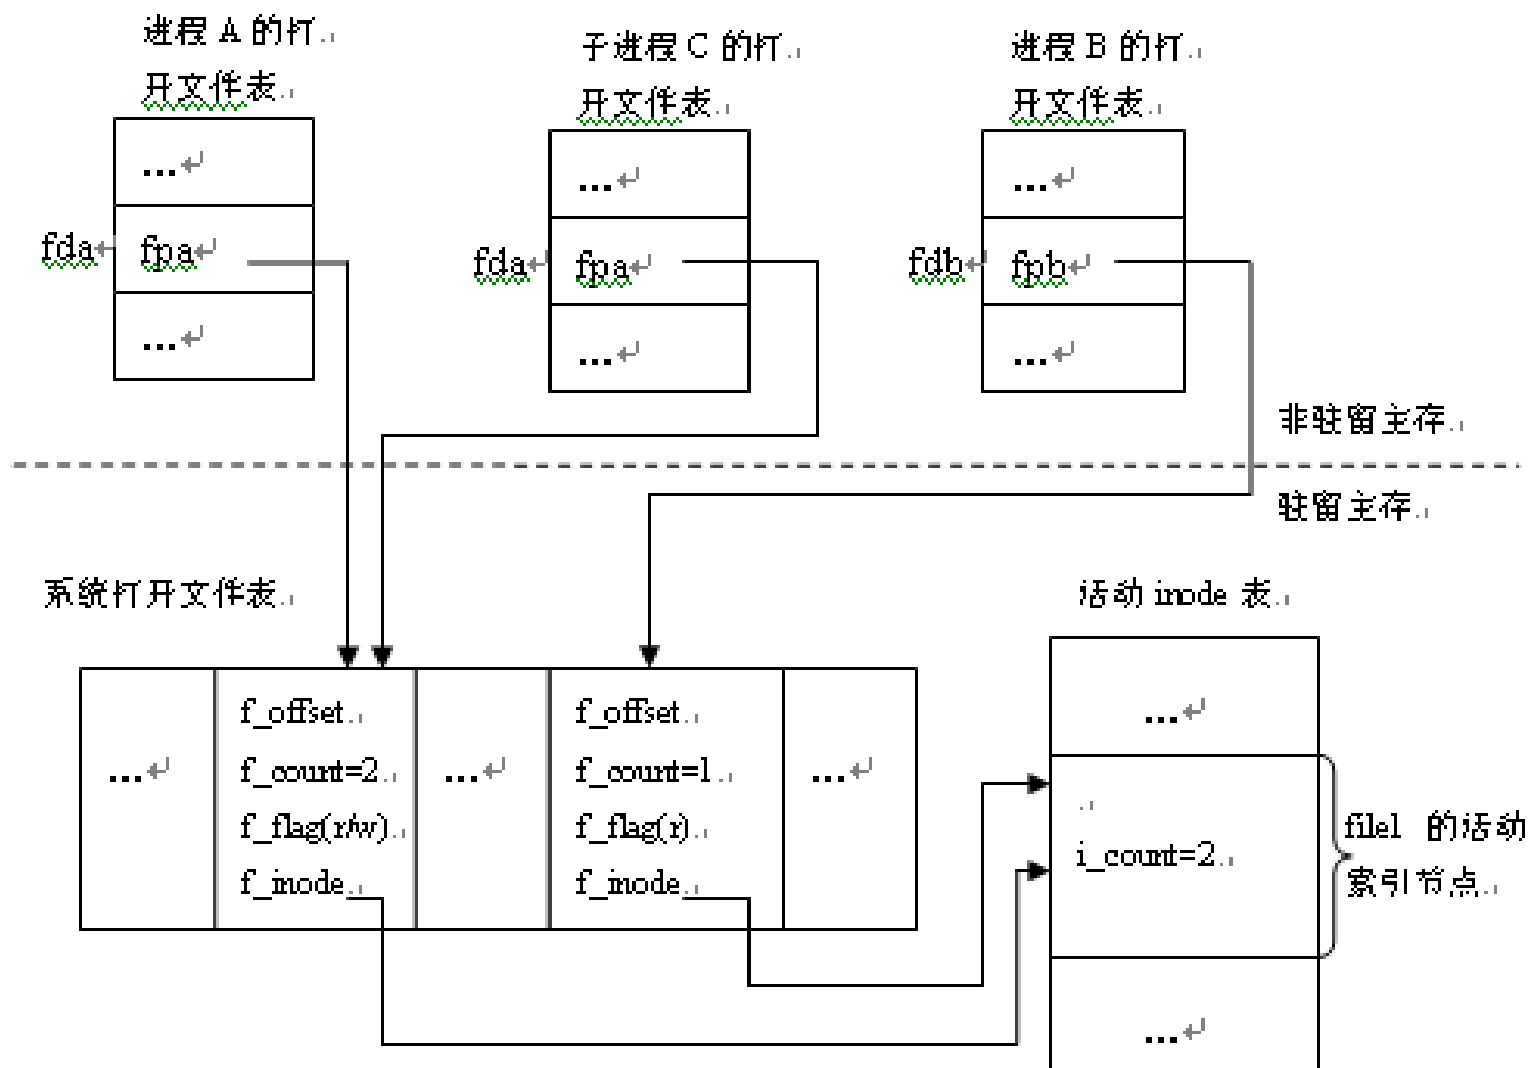 进程 A 的打
开文件表
子进程 C 的打
开文件表
进程 B 的打
开文件表
...
fda
fpa
...
...
fda
fpa
...
...
fdb
fpb
...
非驻留主存
驻留主存
系统打开文件表
活动 inode 表
...
f_offset
f_count=2
f_flag(r/w)
f_inode
...
f_offset
f_count=1
f_flag(r)
f_inode
...
...
i_count=2
file1 的活动
索引节点
...